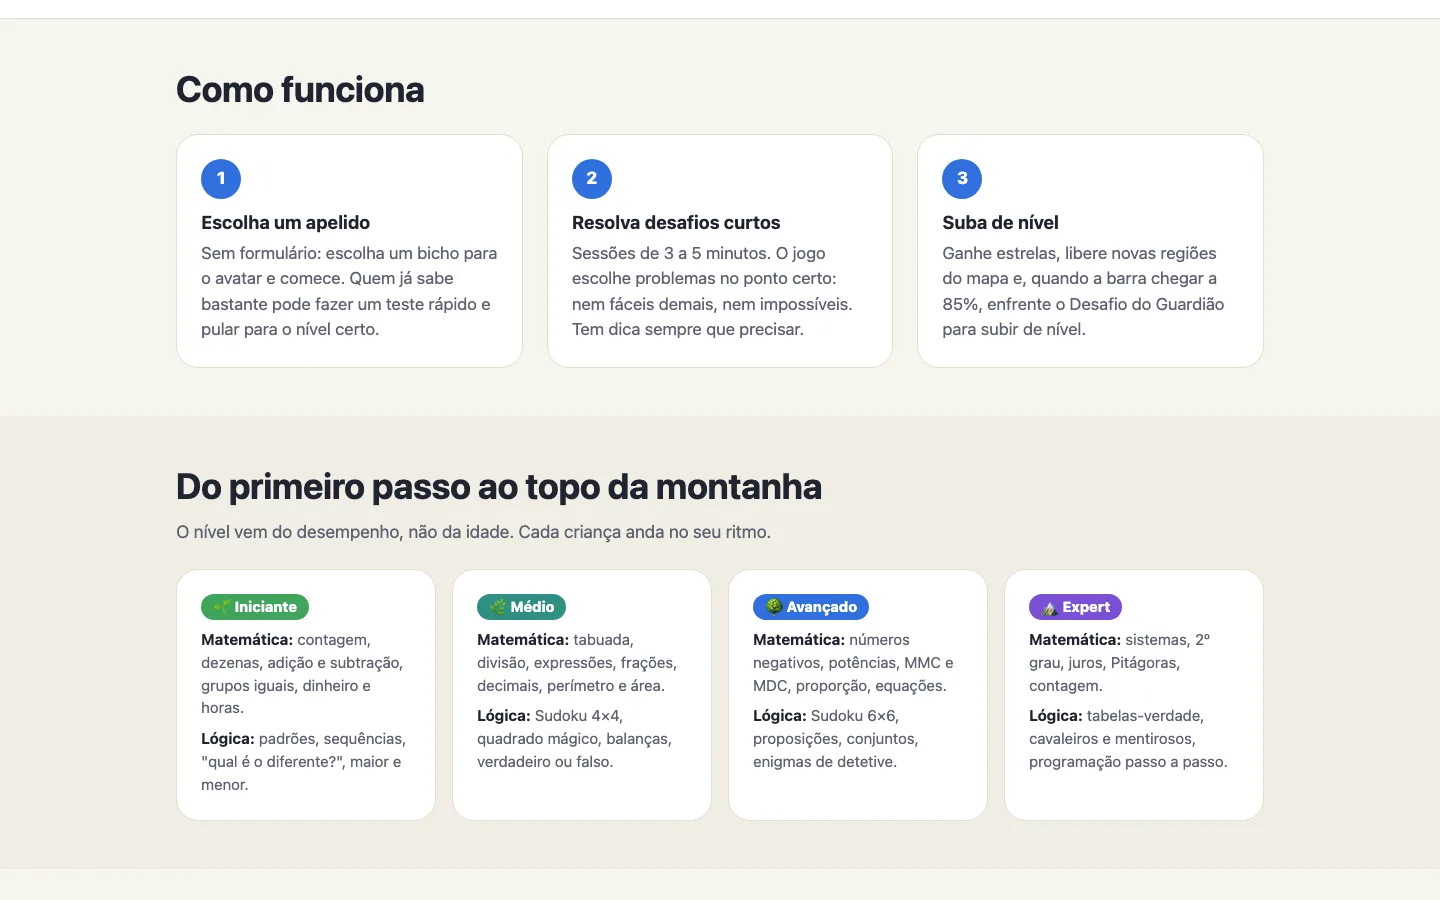 Como funciona
1
Escolha um apelido
Sem formulário: escolha um bicho para
o avatar e comece. Quem já sabe
bastante pode fazer um teste rápido e
pular para o nível certo.
2
Resolva desafios curtos
Sessões de 3 a 5 minutos. O jogo
escolhe problemas no ponto certo:
nem fáceis demais, nem impossíveis.
Tem dica sempre que precisar.
3
Suba de nível
Ganhe estrelas, libere novas regiões
do mapa e, quando a barra chegar a
85%, enfrente o Desafio do Guardião
para subir de nível.
Do primeiro passo ao topo da montanha
O nível vem do desempenho, não da idade. Cada criança anda no seu ritmo.
Iniciante
Matemática: contagem,
dezenas, adição e subtração,
grupos iguais, dinheiro e
horas.
Lógica: padrões, sequências,
"qual é o diferente?", maior e
menor.
Médio
Matemática: tabuada,
divisão, expressões, frações,
decimais, perímetro e área.
Lógica: Sudoku 4×4,
quadrado mágico, balanças,
verdadeiro ou falso.
Avançado
Matemática: números
negativos, potências, MMC e
MDC, proporção, equações.
Lógica: Sudoku 6×6,
proposições, conjuntos,
enigmas de detetive.
Expert
Matemática: sistemas, 2º
grau, juros, Pitágoras,
contagem.
Lógica: tabelas-verdade,
cavaleiros e mentirosos,
programação passo a passo.